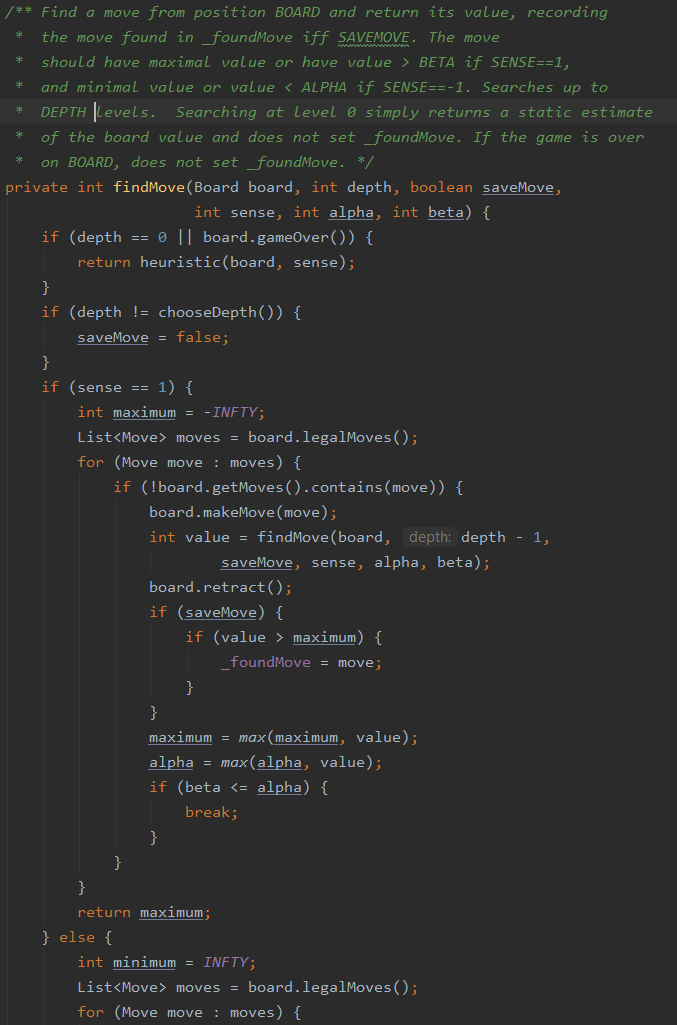 /** Find a move from position BOARD and return its value, recording
 *  the move found in _foundMove iff SAVEMOVE. The move
 *  should have maximal value or have value > BETA if SENSE==1,
 *  and minimal value or value < ALPHA if SENSE==-1. Searches up to
 *  DEPTH levels.  Searching at level 0 simply returns a static estimate
 *  of the board value and does not set _foundMove. If the game is over
 *  on BOARD, does not set _foundMove. */
private int findMove(Board board, int depth, boolean saveMove,
                     int sense, int alpha, int beta) {
    if (depth == 0 || board.gameOver()) {
        return heuristic(board, sense);
    }
    if (depth != chooseDepth()) {
        saveMove = false;
    }
    if (sense == 1) {
        int maximum = -INFTY;
        List<Move> moves = board.legalMoves();
        for (Move move : moves) {
            if (!board.getMoves().contains(move)) {
                board.makeMove(move);
                int value = findMove(board, depth: depth - 1,
                        saveMove, sense, alpha, beta);
                board.retract();
                if (saveMove) {
                    if (value > maximum) {
                        _foundMove = move;
                    }
                }
                maximum = max(maximum, value);
                alpha = max(alpha, value);
                if (beta <= alpha) {
                    break;
                }
            }
        }
        return maximum;
    } else {
        int minimum = INFTY;
        List<Move> moves = board.legalMoves();
        for (Move move : moves) {